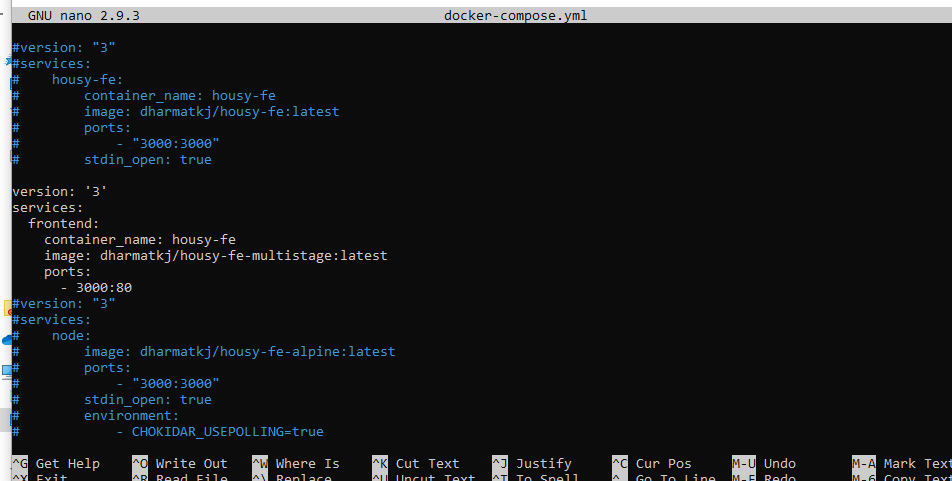 GNU nano 2.9.3 docker-compose.yml
#version: "3"
#services:
#    housy-fe:
#        container_name: housy-fe
#        image: dharmatkj/housy-fe:latest
#        ports:
#            - "3000:3000"
#        stdin_open: true
version: '3'
services:
  frontend:
    container_name: housy-fe
    image: dharmatkj/housy-fe-multistage:latest
    ports:
      - 3000:80
#version: "3"
#services:
#    node:
#        image: dharmatkj/housy-fe-alpine:latest
#        ports:
#            - "3000:3000"
#        stdin_open: true
#        environment:
#            - CHOKIDAR_USEPOLLING=true
^G Get Help ^O Write Out ^W Where Is ^K Cut Text ^J Justify ^C Cur Pos M-U Undo M-A Mark Text
^X Exit ^R Read File ^\ Replace ^U Uncut Text ^T To Spell ^_ Go To Line M-E Redo M-6 Copy Text